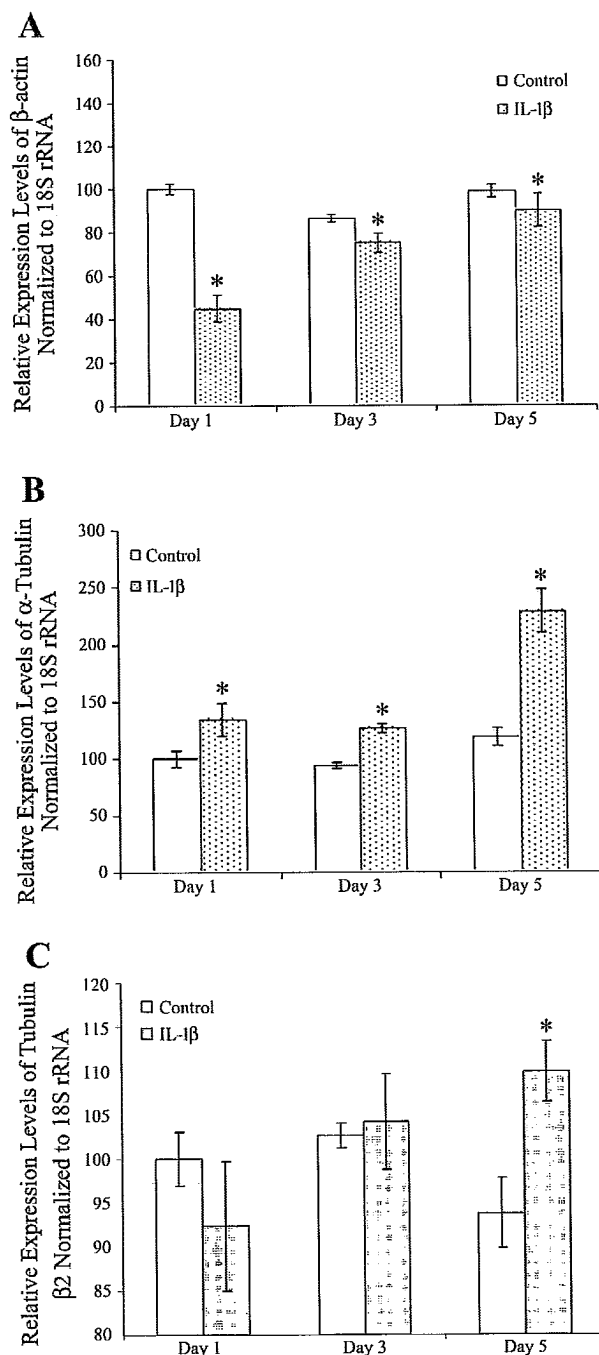 A
Relative Expression Levels of β-actin
Normalized to 18S rRNA
160
140
120
100
80
60
40
20
0
Control
IL-1β
*
*
*
Day 1
Day 3
Day 5
B
Relative Expression Levels of α-Tubulin
Normalized to 18S rRNA
300
250
200
150
100
50
0
Control
IL-1β
*
*
*
Day 1
Day 3
Day 5
C
Relative Expression Levels of Tubulin
β2 Normalized to 18S rRNA
120
115
110
105
100
95
90
85
80
Control
IL-1β
*
Day 1
Day 3
Day 5